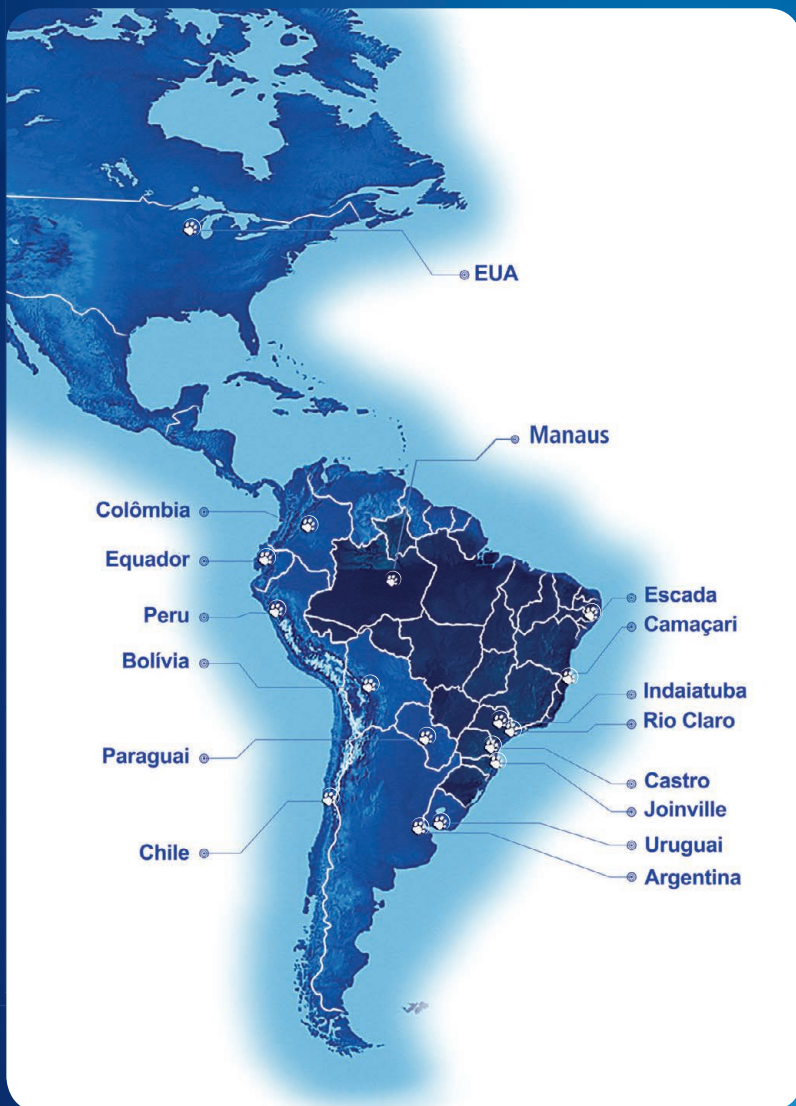 EUA
Manaus
Colômbia
Equador
Peru
Bolívia
Paraguai
Chile
Escada
Camaçari
Indaiatuba
Rio Claro
Castro
Joinville
Uruguai
Argentina